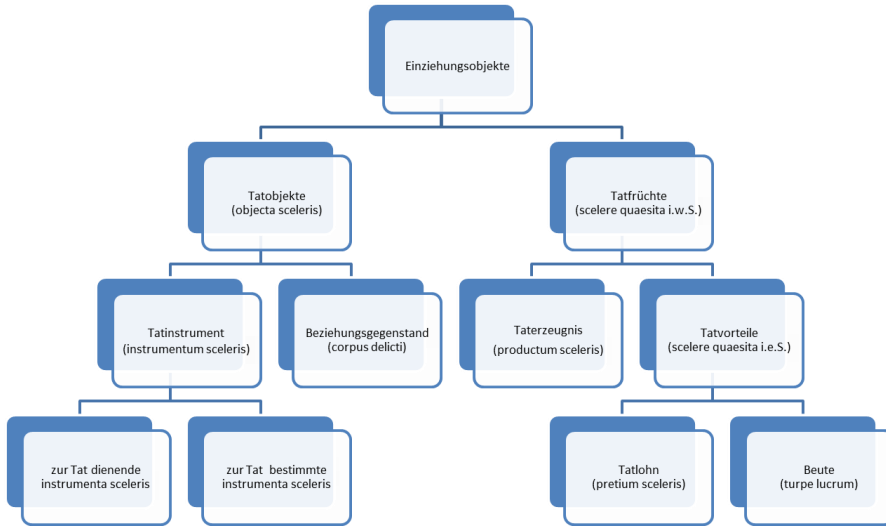 Einziehungsobjekte
Tatobjekte
(objecta sceleris)
Tatfrüchte
(scelere quaesita i.w.S.)
Tatinstrument
(instrumentum sceleris)
Beziehungsgegenstand
(corpus delicti)
Taterzeugnis
(productum sceleris)
Tatvorteile
(scelere quaesita i.e.S.)
zur Tat dienende
instrumenta sceleris
zur Tat bestimmte
instrumenta sceleris
Tatlohn
(pretium sceleris)
Beute
(turpe lucrum)